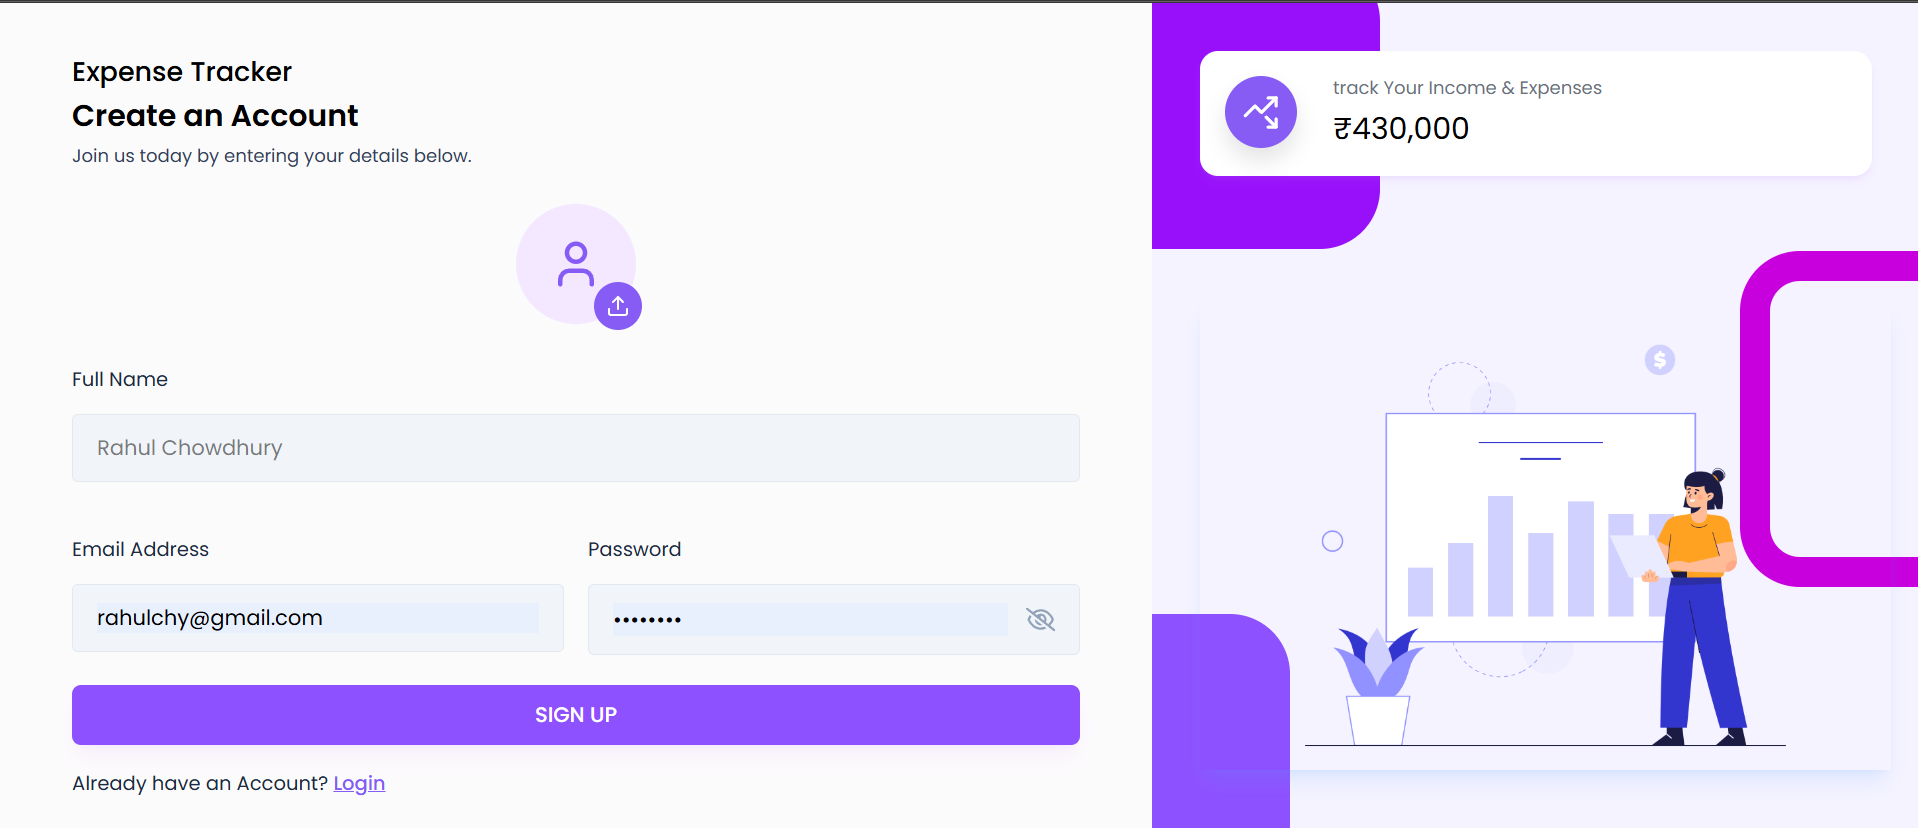 Expense Tracker
Create an Account
Join us today by entering your details below.
Full Name
Rahul Chowdhury
Email Address
Password
rahulchy@gmail.com
••••••••
SIGN UP
Already have an Account? Login
track Your Income & Expenses
₹430,000
$